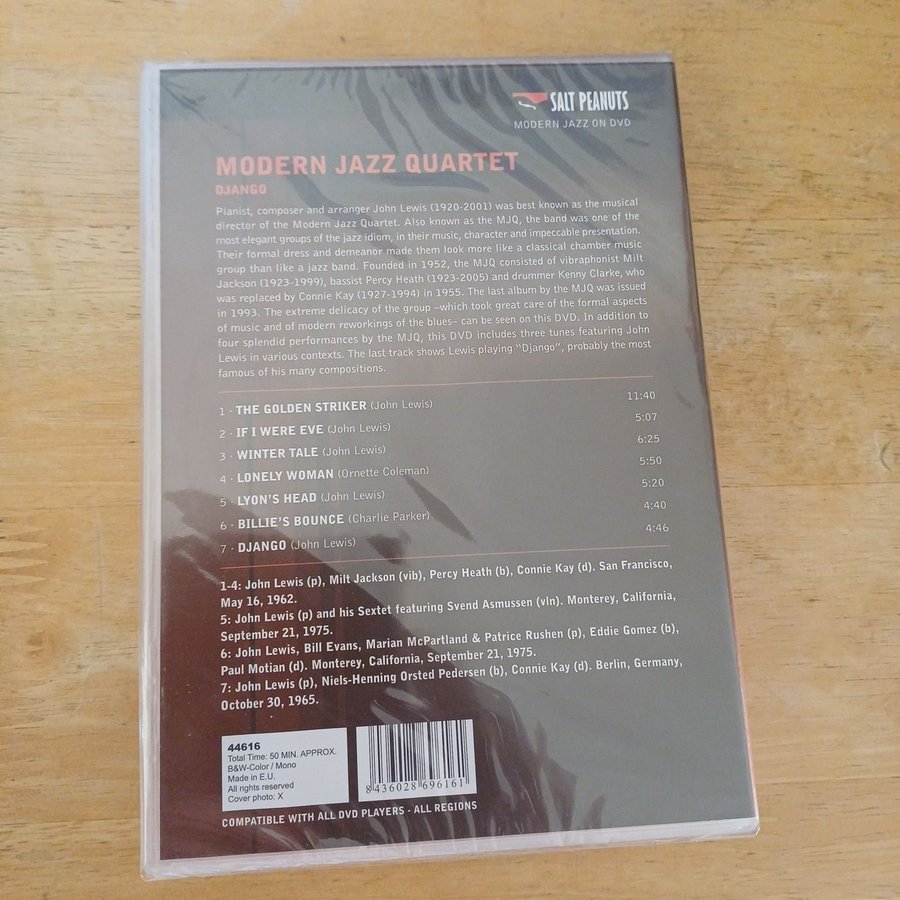 SALT PEANUTS
MODERN JAZZ ON DVD
MODERN JAZZ QUARTET
DJANGO
Pianist, composer and arranger John Lewis (1920-2001) was best known as the musical
director of the Modern Jazz Quartet. Also known as the MJQ, the band was one of the
most elegant groups of the jazz idiom, in their music, character and impeccable presentation.
Their formal dress and demeanor made them look more like a classical chamber music
group than like a jazz band. Founded in 1952, the MJQ consisted of vibraphonist Milt
Jackson (1923-1999), bassist Percy Heath (1923-2005) and drummer Kenny Clarke, who
was replaced by Connie Kay (1927-1994) in 1955. The last album by the MJQ was issued
in 1993. The extreme delicacy of the group –which took great care of the formal aspects
of music and of modern reworkings of the blues– can be seen on this DVD. In addition to
four splendid performances by the MJQ, this DVD includes three tunes featuring John
Lewis in various contexts. The last track shows Lewis playing "Django", probably the most
famous of his many compositions.
1 · THE GOLDEN STRIKER (John Lewis) 11:40
2 · IF I WERE EVE (John Lewis) 5:07
3 · WINTER TALE (John Lewis) 6:25
4 · LONELY WOMAN (Ornette Coleman) 5:50
5 · LYON'S HEAD (John Lewis) 5:20
6 · BILLIE'S BOUNCE (Charlie Parker) 4:40
7 · DJANGO (John Lewis) 4:46
1-4: John Lewis (p), Milt Jackson (vib), Percy Heath (b), Connie Kay (d). San Francisco,
May 16, 1962.
5: John Lewis (p) and his Sextet featuring Svend Asmussen (vln). Monterey, California,
September 21, 1975.
6: John Lewis, Bill Evans, Marian McPartland & Patrice Rushen (p), Eddie Gomez (b),
Paul Motian (d). Monterey, California, September 21, 1975.
7: John Lewis (p), Niels-Henning Orsted Pedersen (b), Connie Kay (d). Berlin, Germany,
October 30, 1965.
44616
Total Time: 50 MIN. APPROX.
B&W-Color / Mono
Made in E.U.
All rights reserved
Cover photo: X
8 436028 696161
COMPATIBLE WITH ALL DVD PLAYERS - ALL REGIONS